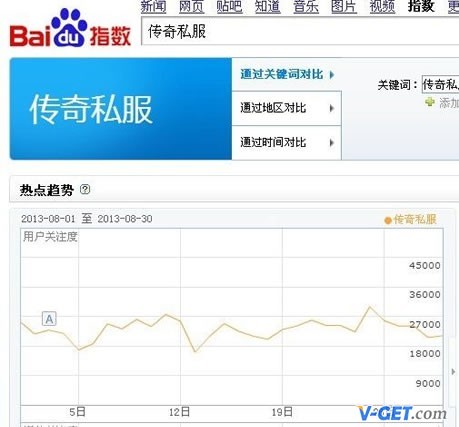 新闻 网页 贴吧 知道 音乐 图片 视频 指数
Bai du 指数
传奇私服
传奇私服
通过关键词对比
通过地区对比
通过时间对比
关键词：传奇私
添加
热点趋势 ?
2013-08-01 至 2013-08-30
传奇私服
用户关注度
45000
36000
27000
18000
9000
A
5日 12日 19日
V-GET.com